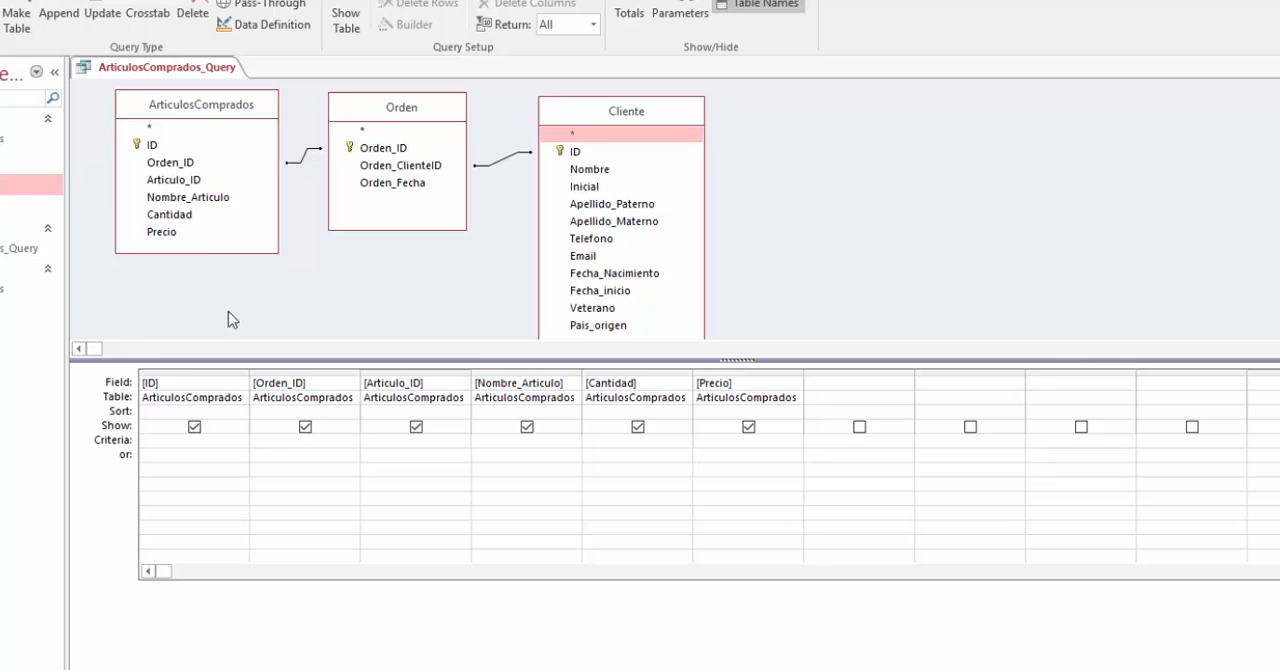 Pass-Through
Delete Rows
Delete Columns
Table Names
Make Table
Append
Update
Crosstab
Delete
Data Definition
Show Table
Builder
Return: All
Totals
Parameters
Query Type
Query Setup
Show/Hide
e...
ArticulosComprados_Query
s
s_Query
s
ArticulosComprados
*
ID
Orden_ID
Articulo_ID
Nombre_Articulo
Cantidad
Precio
Orden
*
Orden_ID
Orden_ClienteID
Orden_Fecha
Cliente
*
ID
Nombre
Inicial
Apellido_Paterno
Apellido_Materno
Telefono
Email
Fecha_Nacimiento
Fecha_inicio
Veterano
Pais_origen
Field: [ID] [Orden_ID] [Articulo_ID] [Nombre_Articulo] [Cantidad] [Precio]
Table: ArticulosComprados ArticulosComprados ArticulosComprados ArticulosComprados ArticulosComprados ArticulosComprados
Sort:
Show:
Criteria:
or: